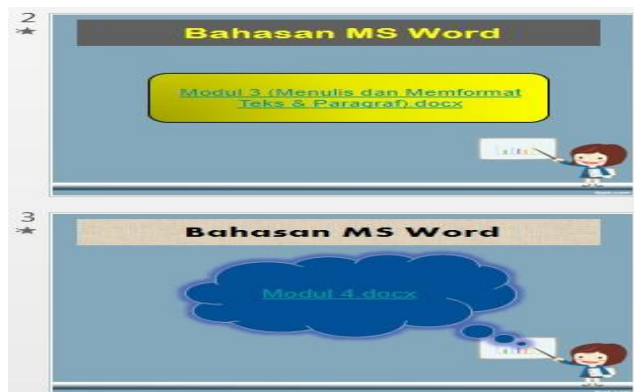 2
Bahasan MS Word
Modul 3 (Menulis dan Memformat
Teks & Paragraf).docx
3
Bahasan MS Word
Modul 4.docx